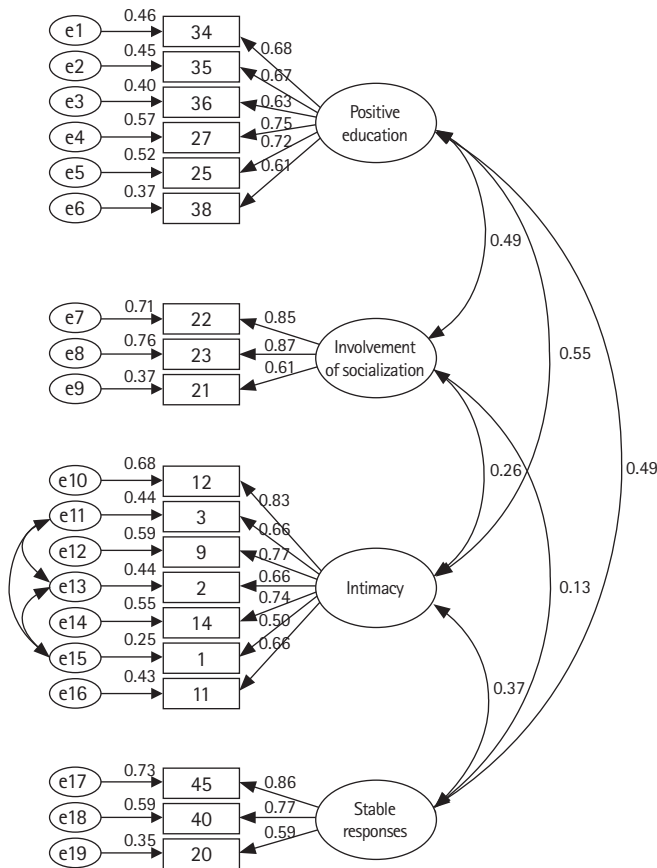 e1 0.46 34 0.68
e2 0.45 35 0.67
e3 0.40 36 0.63
e4 0.57 27 0.75
e5 0.52 25 0.72
e6 0.37 38 0.61
Positive
education
0.49
e7 0.71 22 0.85
e8 0.76 23 0.87
e9 0.37 21 0.61
Involvement
of socialization
0.55
0.26
0.49
e10 0.68 12 0.83
e11 0.44 3 0.66
e12 0.59 9 0.77
e13 0.44 2 0.66
e14 0.55 14 0.74
e15 0.25 1 0.50
e16 0.43 11 0.66
Intimacy
0.13
0.37
e17 0.73 45 0.86
e18 0.59 40 0.77
e19 0.35 20 0.59
Stable
responses